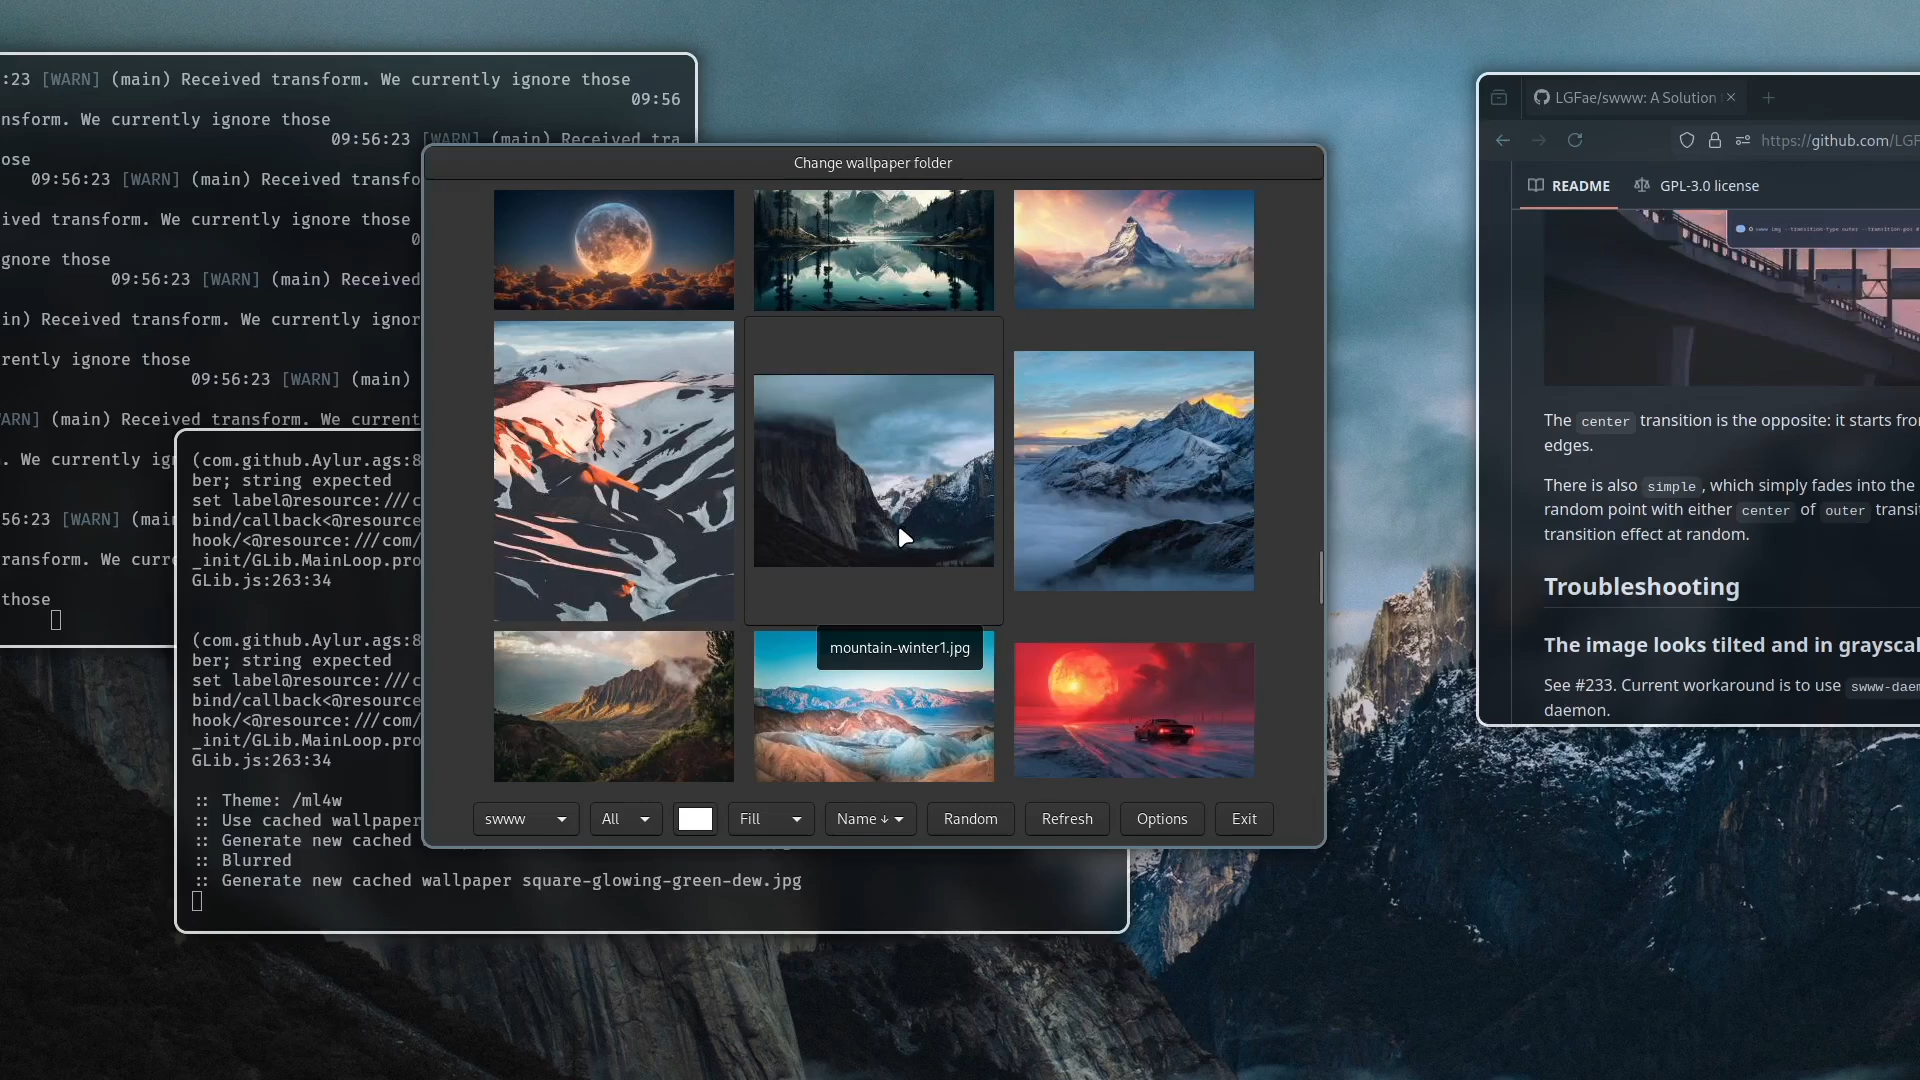 :23 [WARN] (main) Received transform. We currently ignore those
09:56
nsform. We currently ignore those
09:56:23 [WARN] (main) Received tra
ose
09:56:23 [WARN] (main) Received transfo
ived transform. We currently ignore those
0
gnore those
09:56:23 [WARN] (main) Received
in) Received transform. We currently ignor
rently ignore those
09:56:23 [WARN] (main)
ARN] (main) Received transform. We current
. We currently ig
56:23 [WARN] (main
ransform. We curre
those
(com.github.Aylur.ags:8
ber; string expected
set label@resource:///c
bind/callback<@resource
hook/<@resource:///com/
_init/GLib.MainLoop.pro
GLib.js:263:34
(com.github.Aylur.ags:8
ber; string expected
set label@resource:///c
bind/callback<@resource
hook/<@resource:///com/
_init/GLib.MainLoop.pro
GLib.js:263:34
:: Theme: /ml4w
:: Use cached wallpaper
:: Generate new cached
:: Blurred
:: Generate new cached wallpaper square-glowing-green-dew.jpg
Change wallpaper folder
mountain-winter1.jpg
swww All Fill Name ↓ Random Refresh Options Exit
LGFae/swww: A Solution
https://github.com/LGF
README GPL-3.0 license
The center transition is the opposite: it starts fro
edges.
There is also simple, which simply fades into the
random point with either center of outer transit
transition effect at random.
Troubleshooting
The image looks tilted and in grayscal
See #233. Current workaround is to use swww-daem
daemon.